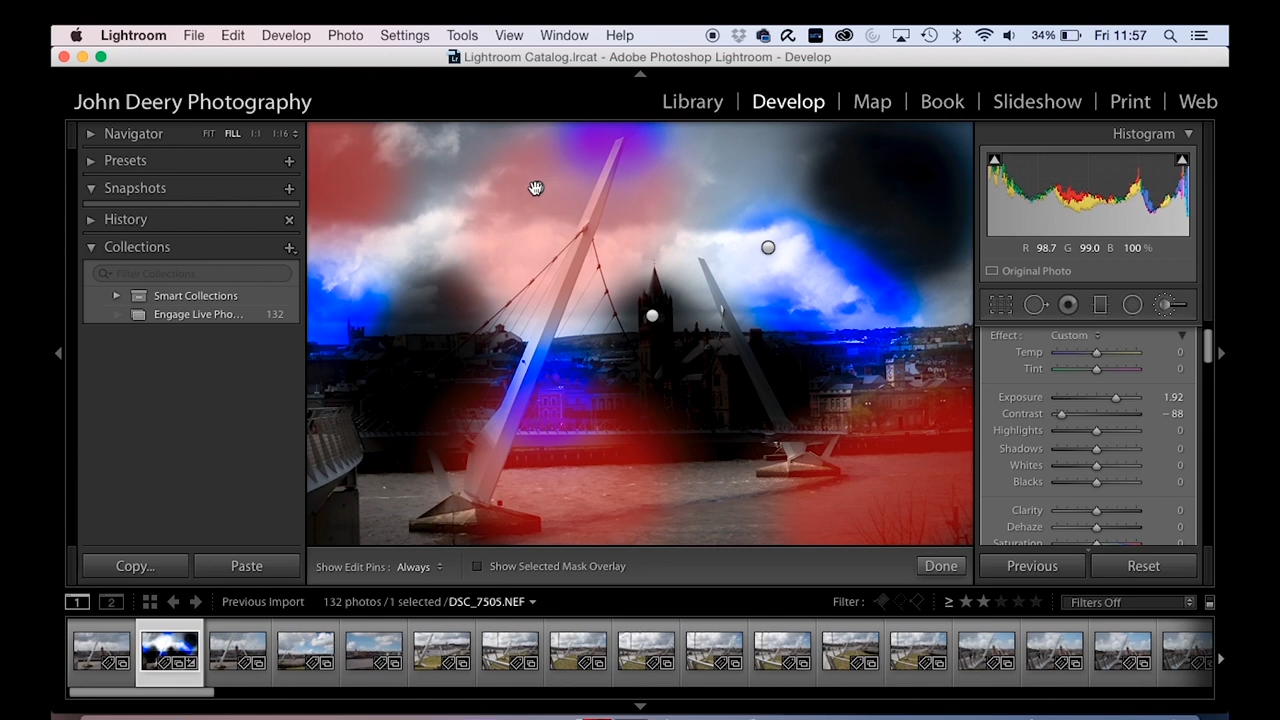 Lightroom File Edit Develop Photo Settings Tools View Window Help 34% Fri 11:57
Lightroom Catalog.lrcat - Adobe Photoshop Lightroom - Develop
John Deery Photography
Library | Develop | Map | Book | Slideshow | Print | Web
Navigator FIT FILL 1:1 1:16
Presets
Snapshots
History
Collections
Filter Collections
Smart Collections
Engage Live Pho... 132
Copy... Paste
Histogram
R 98.7 G 99.0 B 100 %
Original Photo
Effect : Custom
Temp 0
Tint 0
Exposure 1.92
Contrast – 88
Highlights 0
Shadows 0
Whites 0
Blacks 0
Clarity 0
Dehaze 0
Saturation
Previous Reset
Show Edit Pins : Always Show Selected Mask Overlay Done
1 2 Previous Import 132 photos / 1 selected / DSC_7505.NEF Filter : ≥ ★★★★★ Filters Off